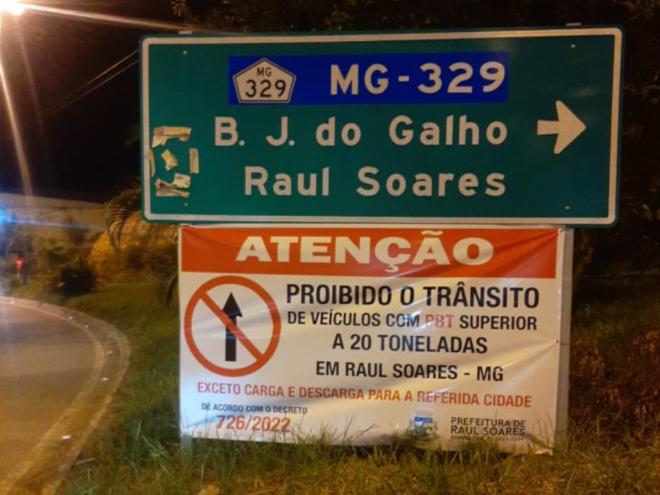 MG
329
MG-329
B. J. do Galho
Raul Soares
ATENÇÃO
PROIBIDO O TRÂNSITO
DE VEÍCULOS COM PBT SUPERIOR
A 20 TONELADAS
EM RAUL SOARES - MG
EXCETO CARGA E DESCARGA PARA A REFERIDA CIDADE
DE ACORDO COM O DECRETO
726/2022
PREFEITURA DE
RAUL SOARES